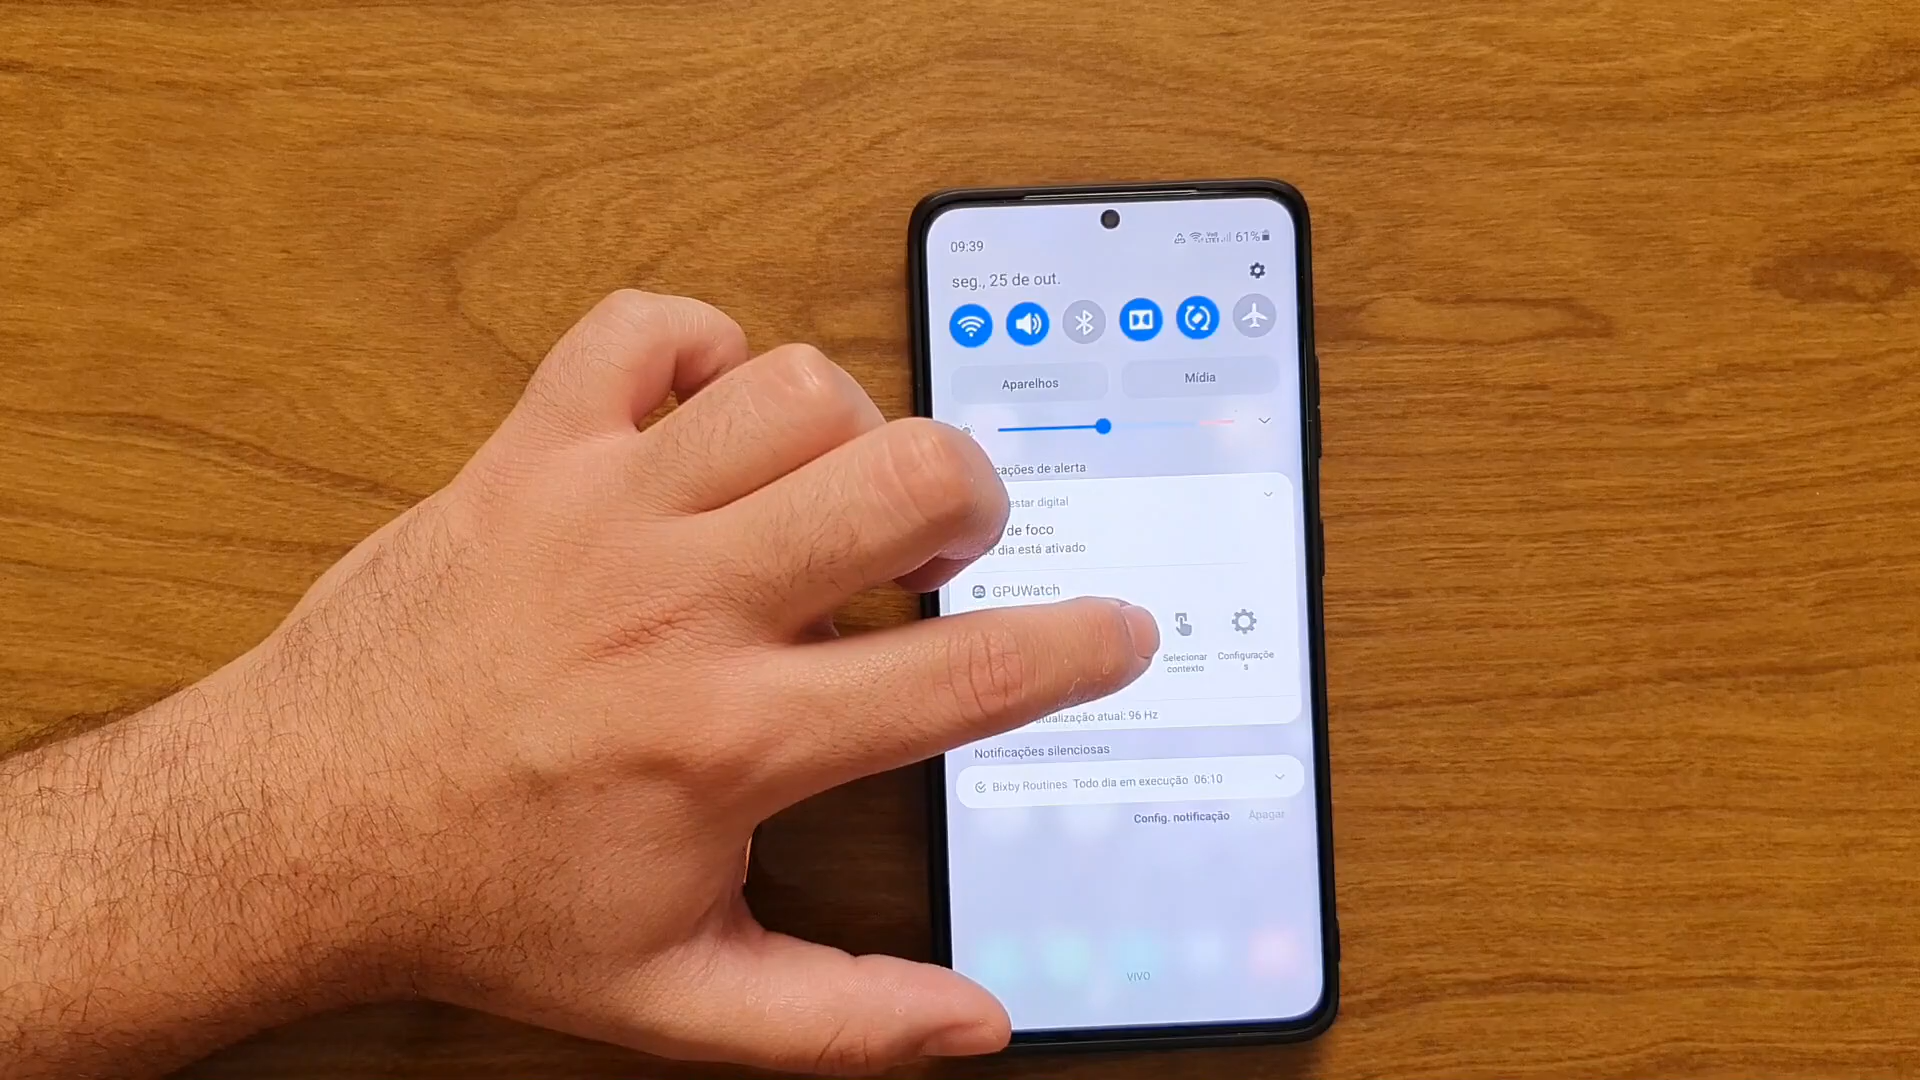 09:39
61%
seg., 25 de out.
Aparelhos
Mídia
cações de alerta
estar digital
de foco
dia está ativado
GPUWatch
Selecionar
contexto
Configuraçõe
s
tualização atual: 96 Hz
Notificações silenciosas
Bixby Routines Todo dia em execução 06:10
Config. notificação
Apagar
VIVO